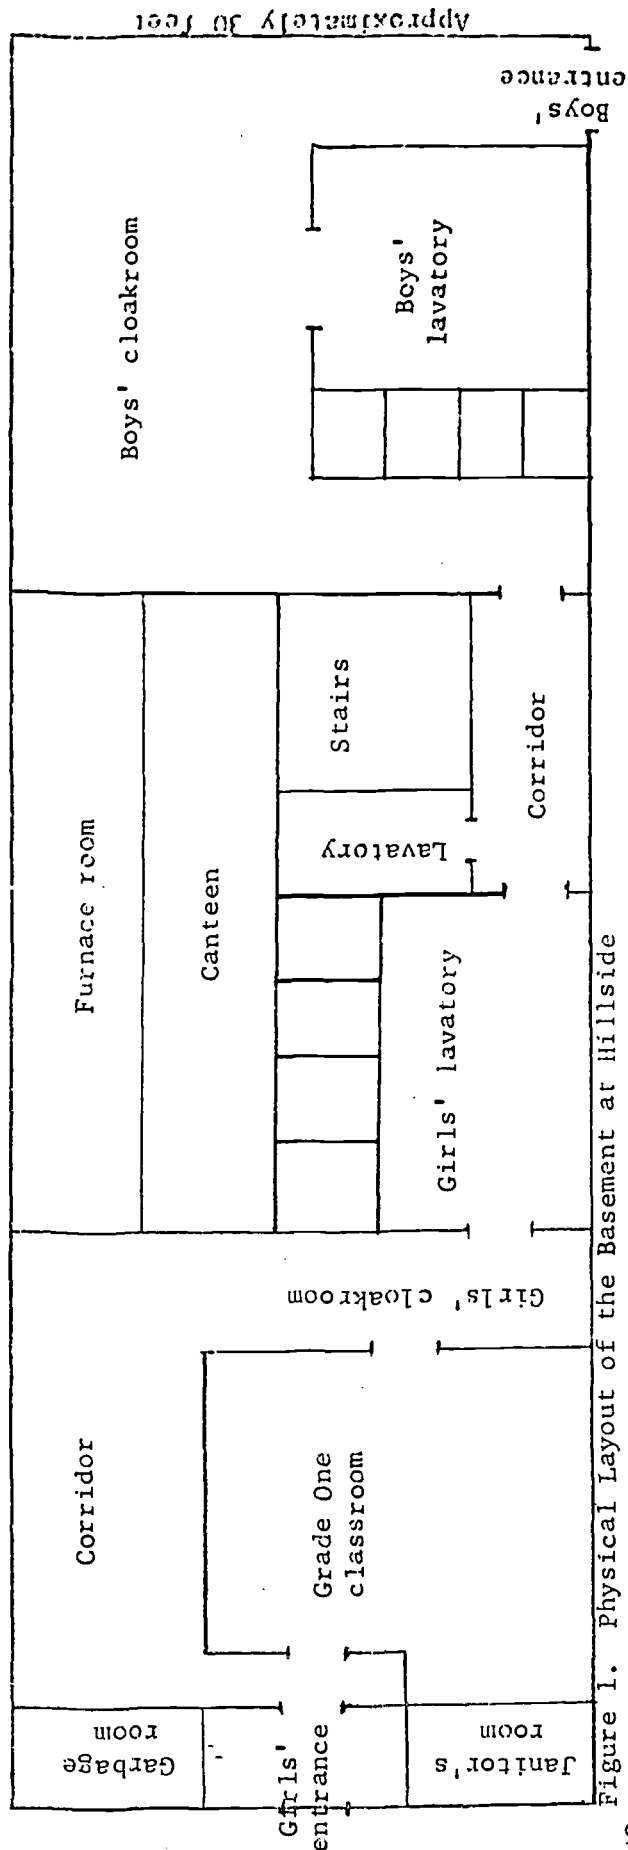 Approximately 30 feet
Boys'
entrance
Boys' cloakroom
Boys'
lavatory
Furnace room
Canteen
Stairs
Lavatory
Corridor
Girls' lavatory
Girls' cloakroom
Corridor
Grade One
classroom
Garbage
room
Girls'
entrance
Janitor's
room
Figure 1. Physical Layout of the Basement at Hillside